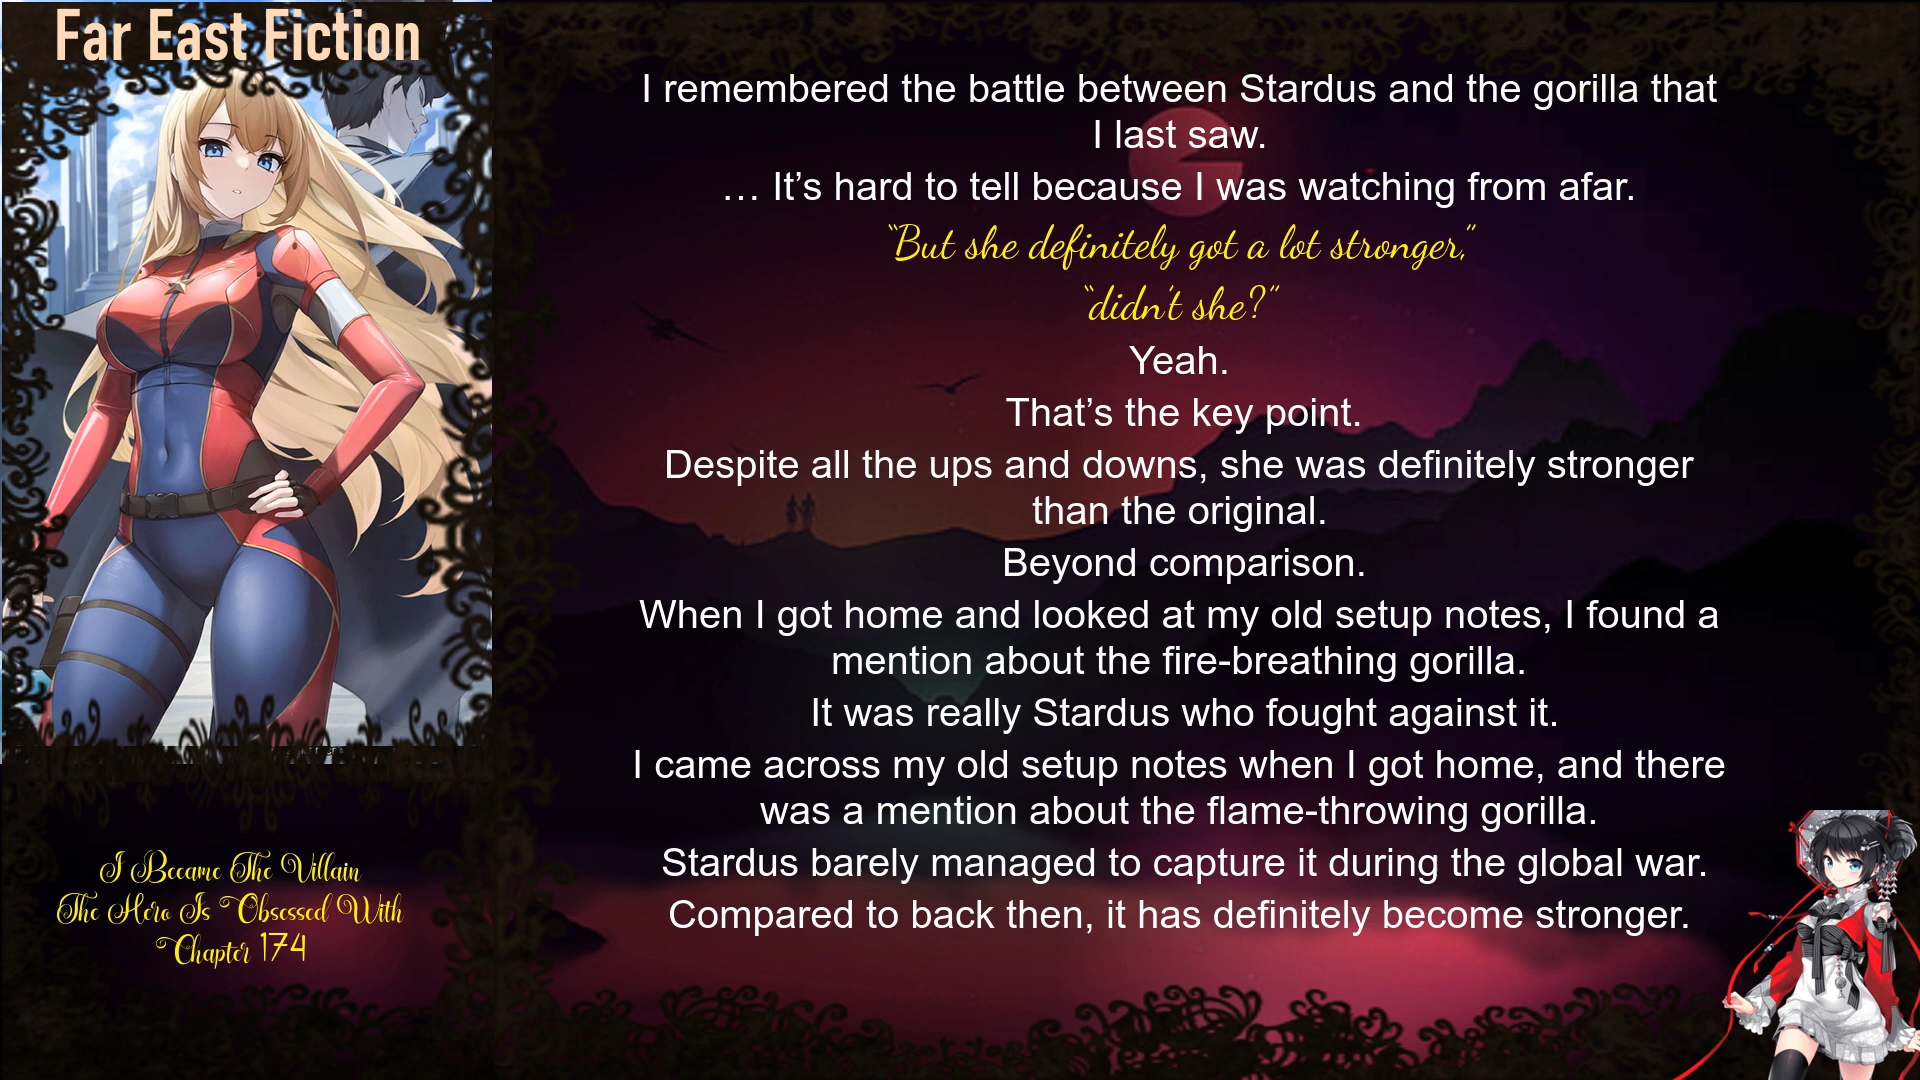 Far East Fiction
I remembered the battle between Stardus and the gorilla that
I last saw.
… It’s hard to tell because I was watching from afar.
“But she definitely got a lot stronger,”
“didn’t she?”
Yeah.
That’s the key point.
Despite all the ups and downs, she was definitely stronger
than the original.
Beyond comparison.
When I got home and looked at my old setup notes, I found a
mention about the fire-breathing gorilla.
It was really Stardus who fought against it.
I came across my old setup notes when I got home, and there
was a mention about the flame-throwing gorilla.
Stardus barely managed to capture it during the global war.
Compared to back then, it has definitely become stronger.
I Became The Villain
The Hero Is Obsessed With
Chapter 174